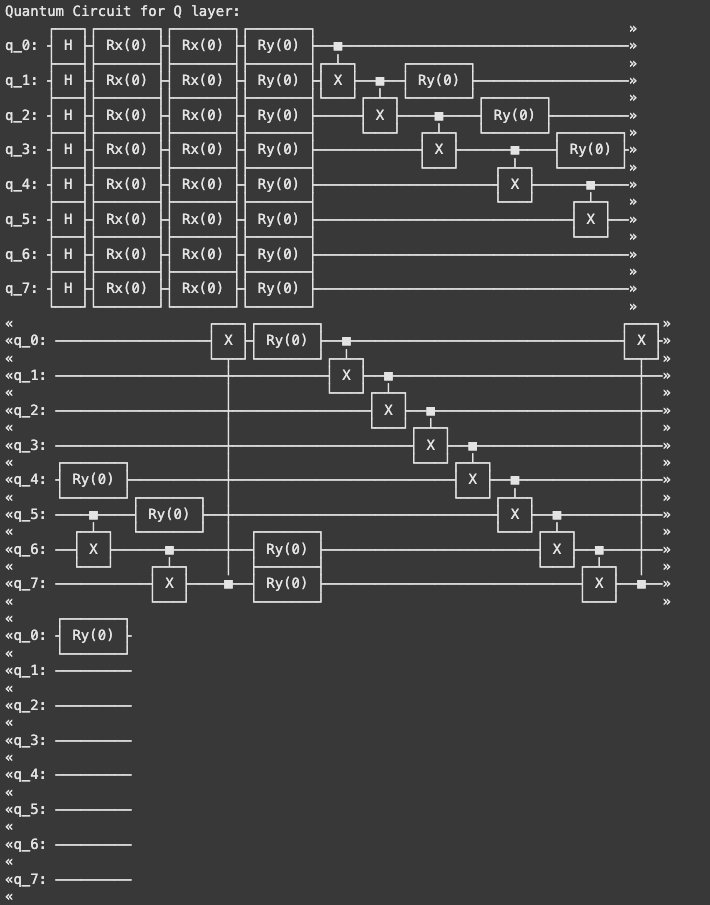 Quantum Circuit for Q layer:
»
q_0: H Rx(0) Rx(0) Ry(0) »
»
q_1: H Rx(0) Rx(0) Ry(0) X Ry(0) »
»
q_2: H Rx(0) Rx(0) Ry(0) X Ry(0) »
»
q_3: H Rx(0) Rx(0) Ry(0) X Ry(0) »
»
q_4: H Rx(0) Rx(0) Ry(0) X »
»
q_5: H Rx(0) Rx(0) Ry(0) X »
»
q_6: H Rx(0) Rx(0) Ry(0) »
»
q_7: H Rx(0) Rx(0) Ry(0) »
»
« »
«q_0: X Ry(0) X »
« »
«q_1: X »
« »
«q_2: X »
« »
«q_3: X »
« »
«q_4: Ry(0) X »
« »
«q_5: Ry(0) X »
« »
«q_6: X Ry(0) X »
« »
«q_7: X Ry(0) X »
« »
«
«q_0: Ry(0)
«
«q_1:
«
«q_2:
«
«q_3:
«
«q_4:
«
«q_5:
«
«q_6:
«
«q_7:
«